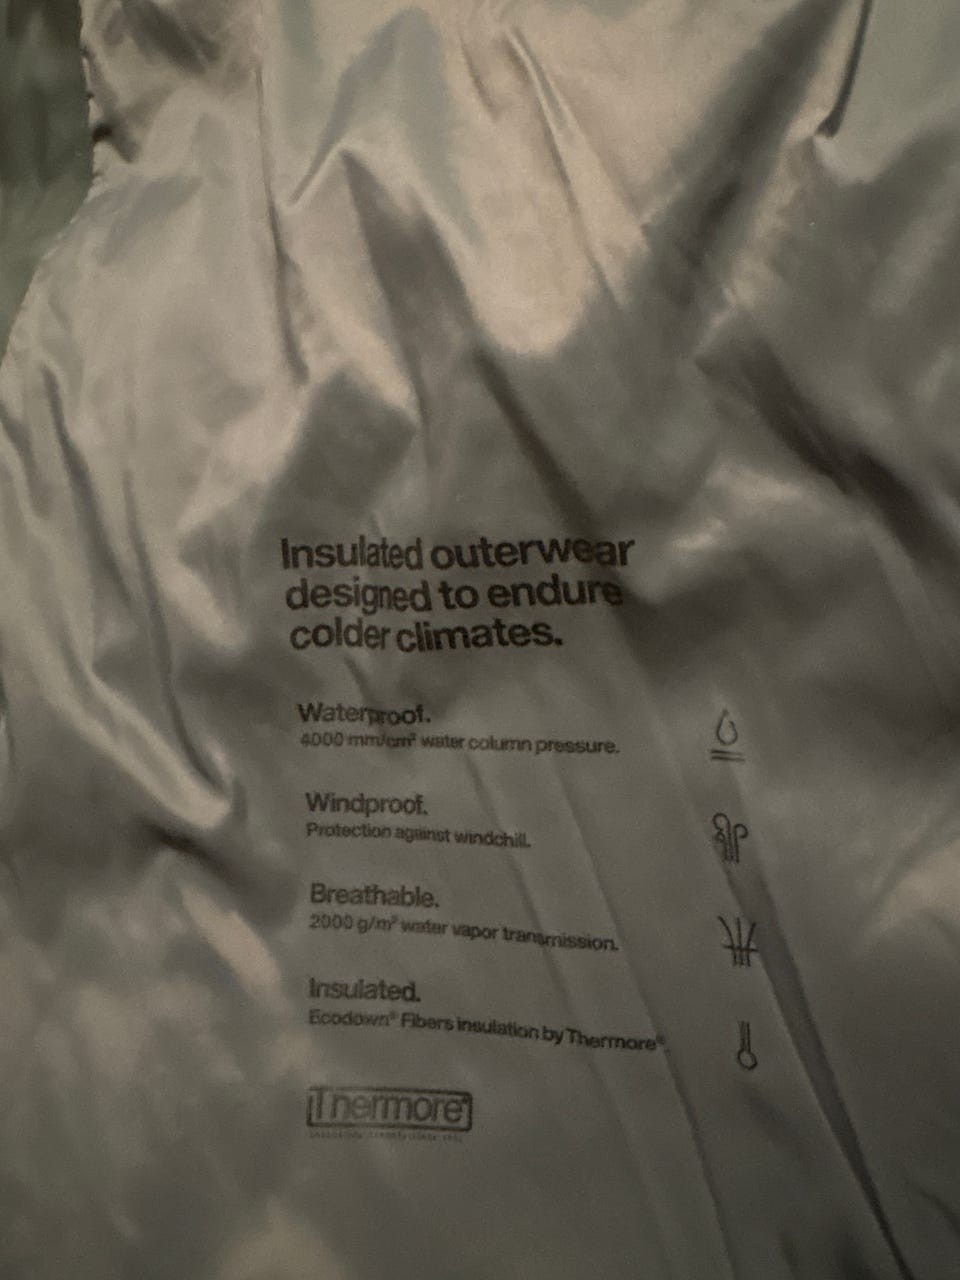 Insulated outerwear
designed to endure
colder climates.
Waterproof.
4000 mm/cm² water column pressure.
Windproof.
Protection against windchill.
Breathable.
2000 g/m² water vapor transmission.
Insulated.
Ecodown® Fibers insulation by Thermore®.
Thermore®